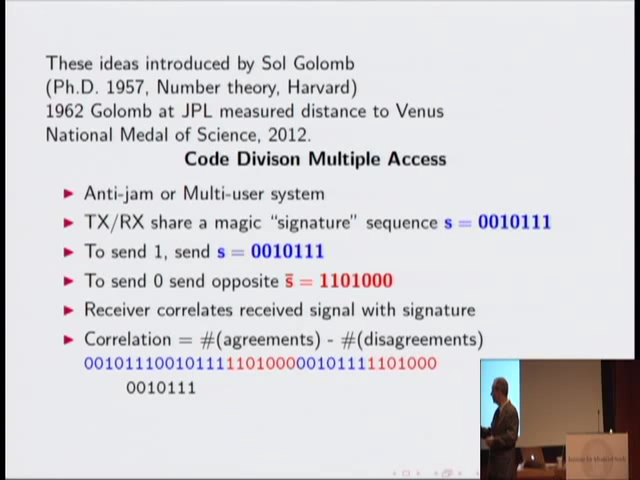 These ideas introduced by Sol Golomb
(Ph.D. 1957, Number theory, Harvard)
1962 Golomb at JPL measured distance to Venus
National Medal of Science, 2012.
Code Divison Multiple Access
▶ Anti-jam or Multi-user system
▶ TX/RX share a magic “signature” sequence s = 0010111
▶ To send 1, send s = 0010111
▶ To send 0 send opposite s̄ = 1101000
▶ Receiver correlates received signal with signature
▶ Correlation = #(agreements) - #(disagreements)
00101110010111110100000101111101000
0010111